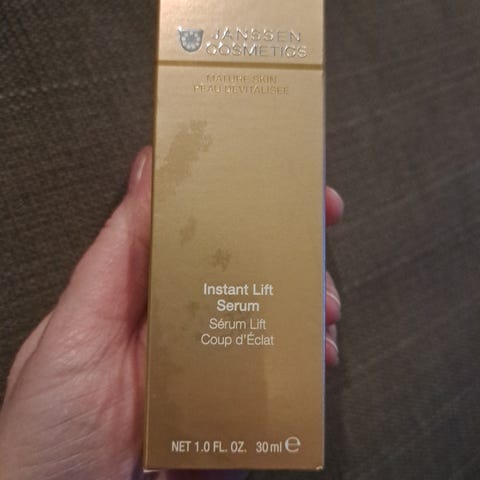 JANSSEN
COSMETICS
MATURE SKIN
PEAU DÉVITALISÉE
Instant Lift
Serum
Sérum Lift
Coup d'Éclat
NET 1.0 FL. OZ. 30 ml ℮